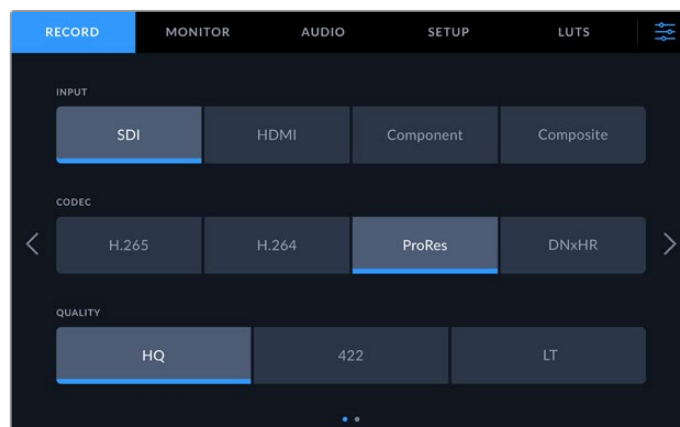 RECORD MONITOR AUDIO SETUP LUTS
INPUT
SDI HDMI Component Composite
CODEC
H.265 H.264 ProRes DNxHR
QUALITY
HQ 422 LT